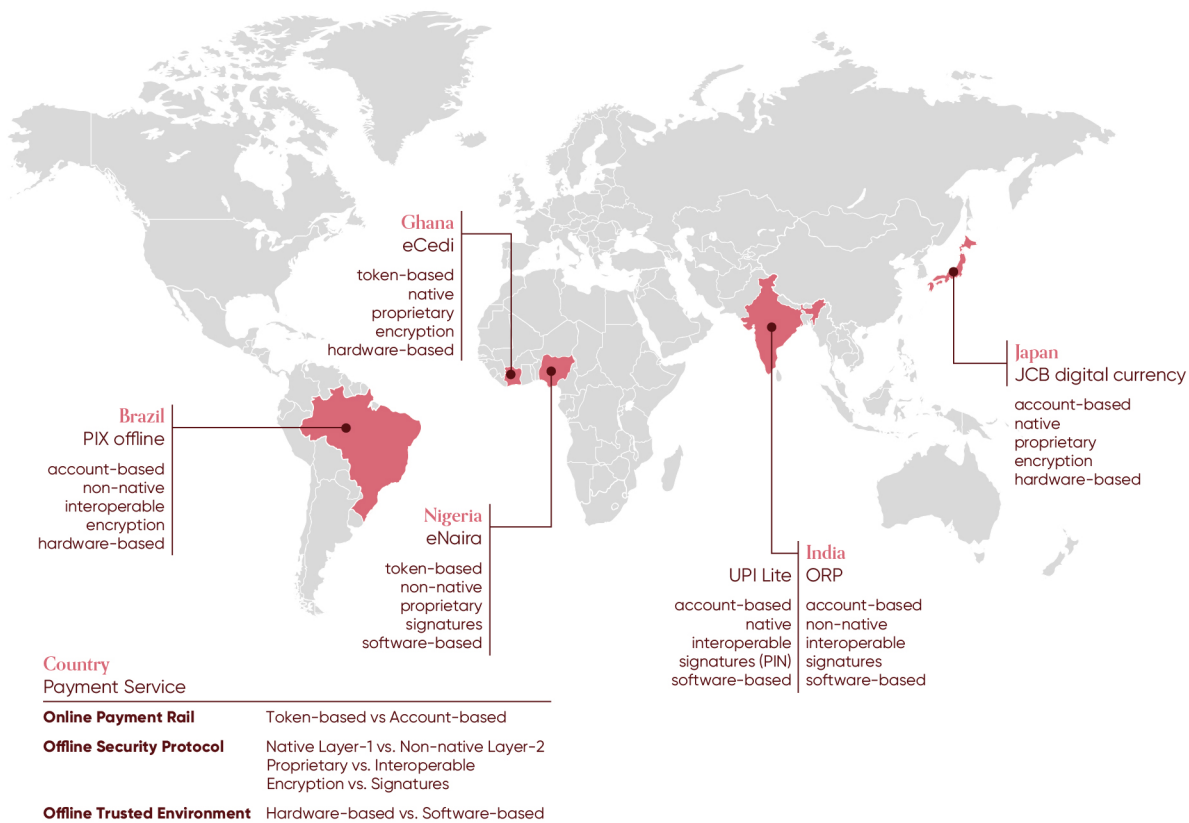 Ghana
eCedi
token-based
native
proprietary
encryption
hardware-based
Japan
JCB digital currency
account-based
native
proprietary
encryption
hardware-based
Brazil
PIX offline
account-based
non-native
interoperable
encryption
hardware-based
Nigeria
eNaira
token-based
non-native
proprietary
signatures
software-based
India
UPI Lite
account-based
native
interoperable
signatures (PIN)
software-based
ORP
account-based
non-native
interoperable
signatures
software-based
Country
Payment Service
Online Payment Rail Token-based vs Account-based
Offline Security Protocol Native Layer-1 vs. Non-native Layer-2
Proprietary vs. Interoperable
Encryption vs. Signatures
Offline Trusted Environment Hardware-based vs. Software-based